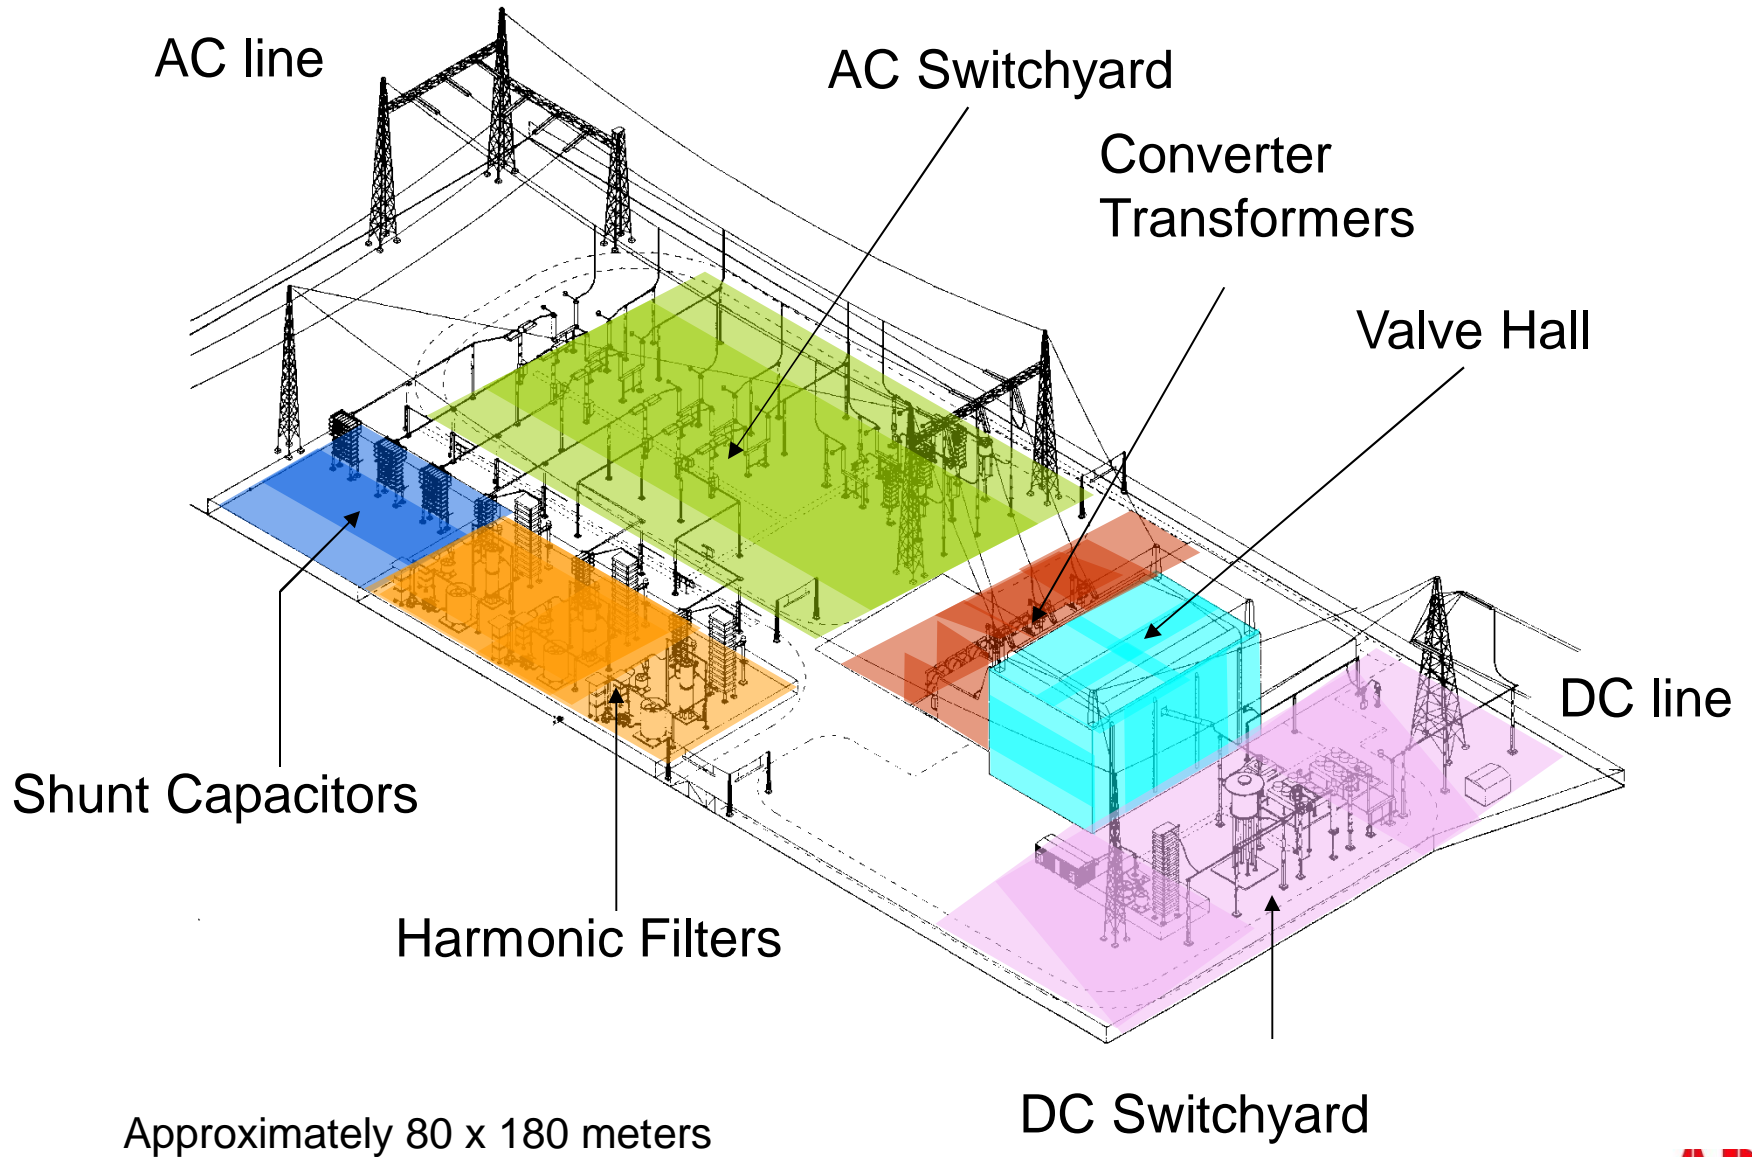 AC line
AC Switchyard
Converter
Transformers
Valve Hall
DC line
Shunt Capacitors
Harmonic Filters
DC Switchyard
Approximately 80 x 180 meters